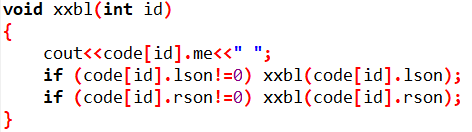 void xxbl(int id)
{
    cout<<code[id].me<<" ";
    if (code[id].lson!=0) xxbl(code[id].lson);
    if (code[id].rson!=0) xxbl(code[id].rson);
}